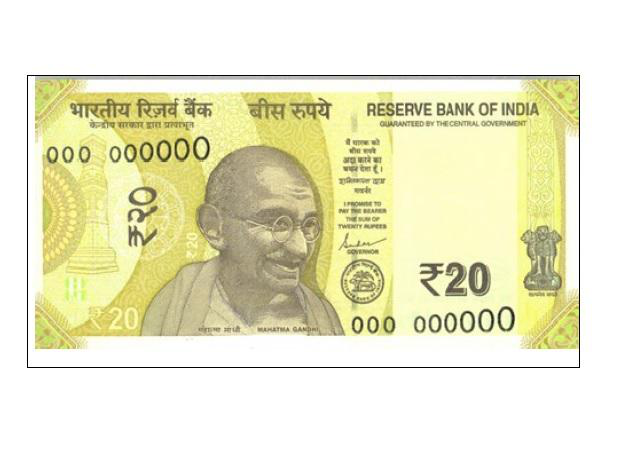 भारतीय रिज़र्व बैंक
केन्द्रीय सरकार द्वारा प्रत्याभूत
बीस रुपये
RESERVE BANK OF INDIA
GUARANTEED BY THE CENTRAL GOVERNMENT
000 000000
₹२०
मैं धारक को
बीस रुपये
अदा करने का
वचन देता हूँ।
गवर्नर
I PROMISE TO
PAY THE BEARER
THE SUM OF
TWENTY RUPEES
GOVERNOR
20
₹20
सत्यमेव जयते
₹ 20
महात्मा गांधी
MAHATMA GANDHI
000 000000